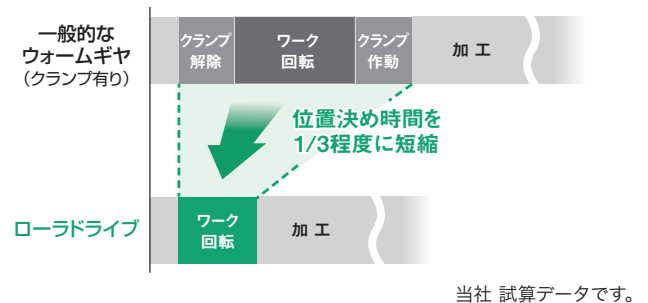 一般的な
ウォームギヤ
（クランプ有り）
クランプ
解除
ワーク
回転
クランプ
作動
加 工
位置決め時間を
1/3程度に短縮
ローラドライブ
ワーク
回転
加 工
当社 試算データです。